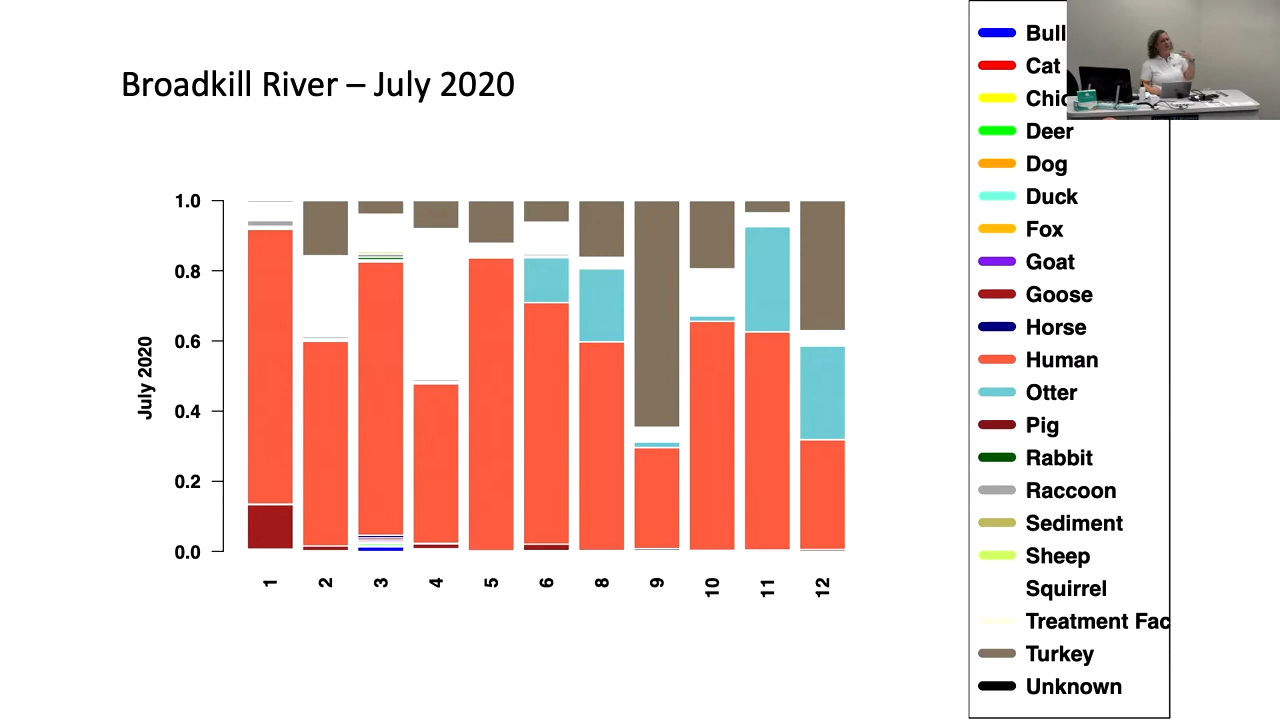 Broadkill River – July 2020
July 2020
1.0
0.8
0.6
0.4
0.2
0.0
1 2 3 4 5 6 8 9 10 11 12
Bull
Cat
Chic
Deer
Dog
Duck
Fox
Goat
Goose
Horse
Human
Otter
Pig
Rabbit
Raccoon
Sediment
Sheep
Squirrel
Treatment Fac
Turkey
Unknown